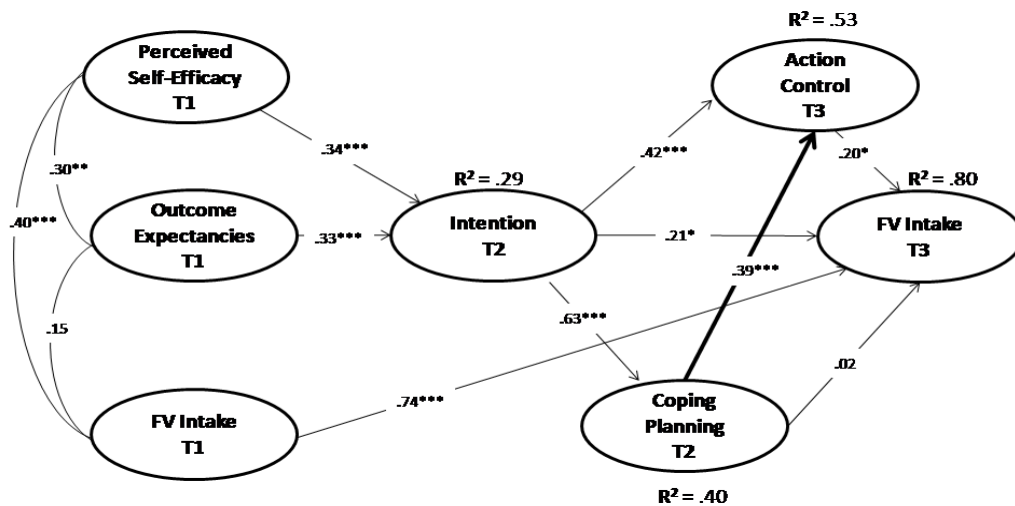 R² = .53
Perceived
Self-Efficacy
T1
Action
Control
T3
.34***
.42***
.20*
.30**
R² = .29
R² = .80
.40***
Outcome
Expectancies
T1
.33***
Intention
T2
.21*
FV Intake
T3
.39***
.63***
.15
.02
FV Intake
T1
.74***
Coping
Planning
T2
R² = .40